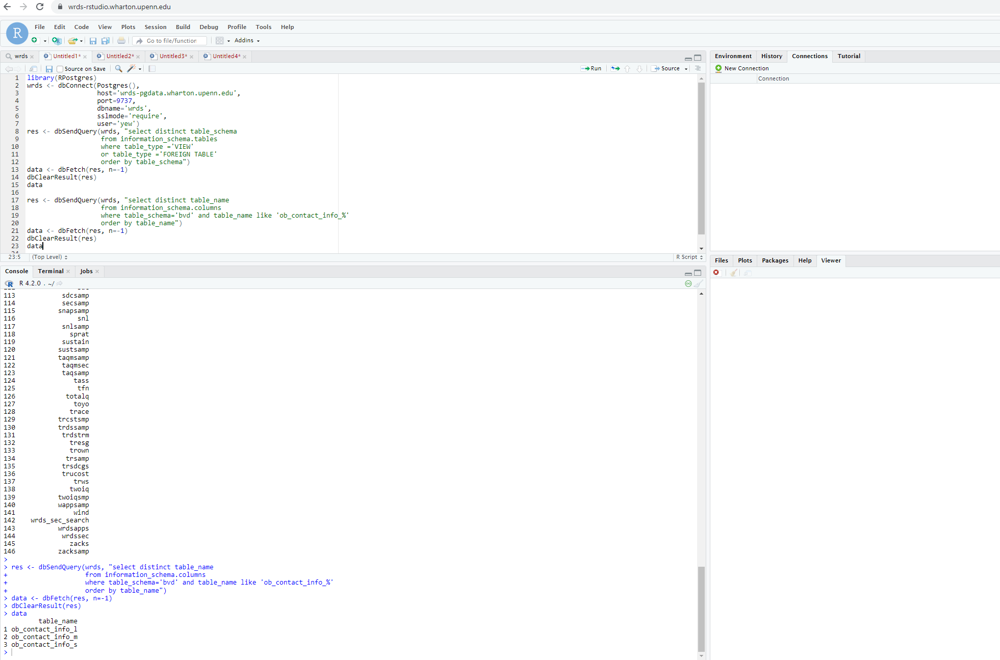 wrds-rstudio.wharton.upenn.edu
R
File Edit Code View Plots Session Build Debug Profile Tools Help
Go to file/function Addins
wrds Untitled1* Untitled2* Untitled3* Untitled4*
Source on Save Run Source
1 library(RPostgres)
2 wrds <- dbConnect(Postgres(),
3 host='wrds-pgdata.wharton.upenn.edu',
4 port=9737,
5 dbname='wrds',
6 sslmode='require',
7 user='yew')
8 res <- dbSendQuery(wrds, "select distinct table_schema
9 from information_schema.tables
10 where table_type ='VIEW'
11 or table_type ='FOREIGN TABLE'
12 order by table_schema")
13 data <- dbFetch(res, n=-1)
14 dbClearResult(res)
15 data
16
17 res <- dbSendQuery(wrds, "select distinct table_name
18 from information_schema.columns
19 where table_schema='bvd' and table_name like 'ob_contact_info_%'
20 order by table_name")
21 data <- dbFetch(res, n=-1)
22 dbClearResult(res)
23 data
23:5 (Top Level) R Script
Console Terminal Jobs
R 4.2.0 . ~/
113 sdcsamp
114 secsamp
115 snapsamp
116 snl
117 snlsamp
118 sprat
119 sustain
120 sustsamp
121 taqmsamp
122 taqmsec
123 taqsamp
124 tass
125 tfn
126 totalq
127 toyo
128 trace
129 trcstsmp
130 trdssamp
131 trdstrm
132 tresg
133 trown
134 trsamp
135 trsdcgs
136 trucost
137 trws
138 twoiq
139 twoiqsmp
140 wappsamp
141 wind
142 wrds_sec_search
143 wrdsapps
144 wrdssec
145 zacks
146 zacksamp
>
> res <- dbSendQuery(wrds, "select distinct table_name
+ from information_schema.columns
+ where table_schema='bvd' and table_name like 'ob_contact_info_%'
+ order by table_name")
> data <- dbFetch(res, n=-1)
> dbClearResult(res)
> data
table_name
1 ob_contact_info_l
2 ob_contact_info_m
3 ob_contact_info_s
>
Environment History Connections Tutorial
New Connection
Connection
Files Plots Packages Help Viewer